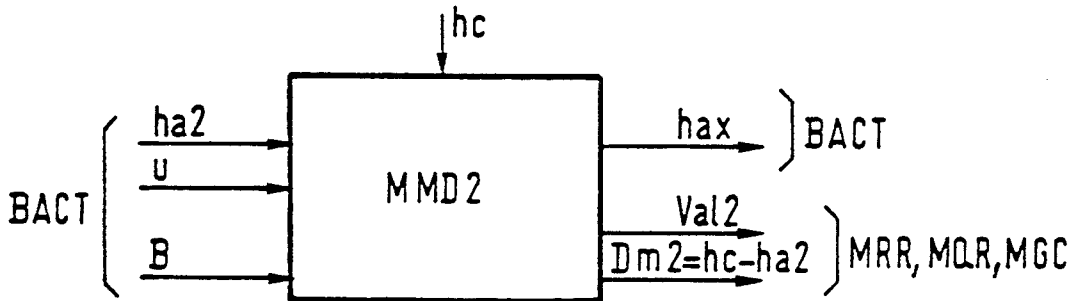 hc
ha2
u
B
BACT
MMD2
hax
BACT
Val2
Dm2=hc-ha2
MRR, MQR, MGC